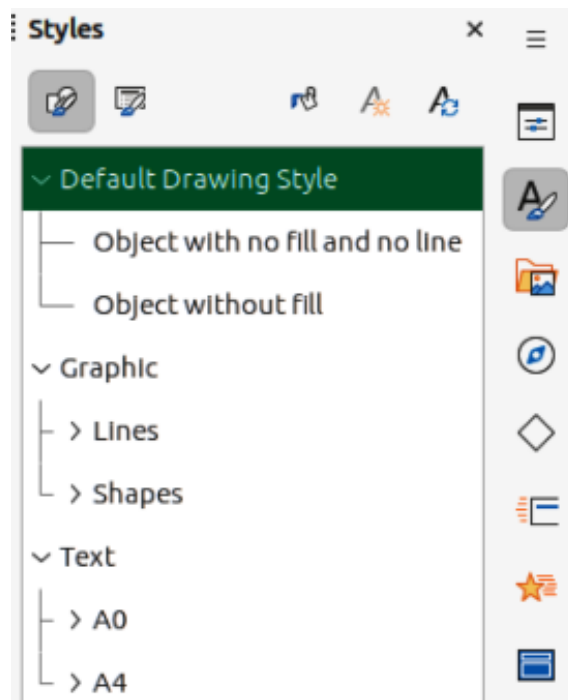 Styles
Default Drawing Style
Object with no fill and no line
Object without fill
Graphic
Lines
Shapes
Text
A0
A4